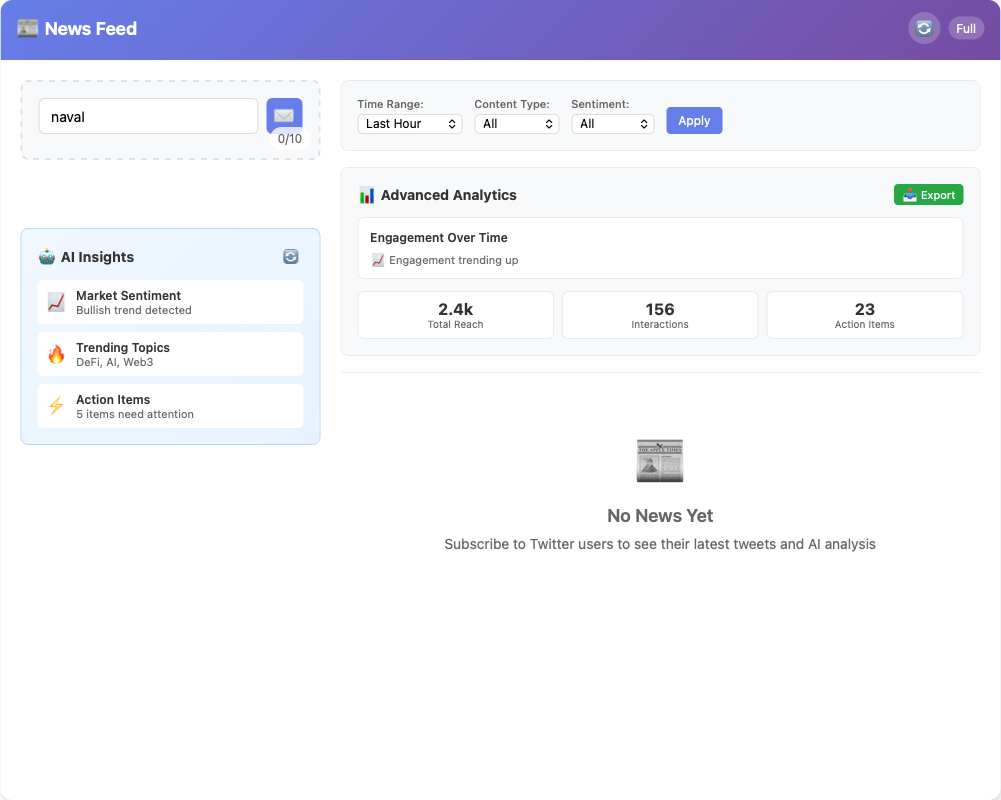 News Feed
Full
naval
0/10
Time Range:
Last Hour
Content Type:
All
Sentiment:
All
Apply
Advanced Analytics
Export
Engagement Over Time
Engagement trending up
2.4k
Total Reach
156
Interactions
23
Action Items
AI Insights
Market Sentiment
Bullish trend detected
Trending Topics
DeFi, AI, Web3
Action Items
5 items need attention
THE APPLE TIMES
No News Yet
Subscribe to Twitter users to see their latest tweets and AI analysis